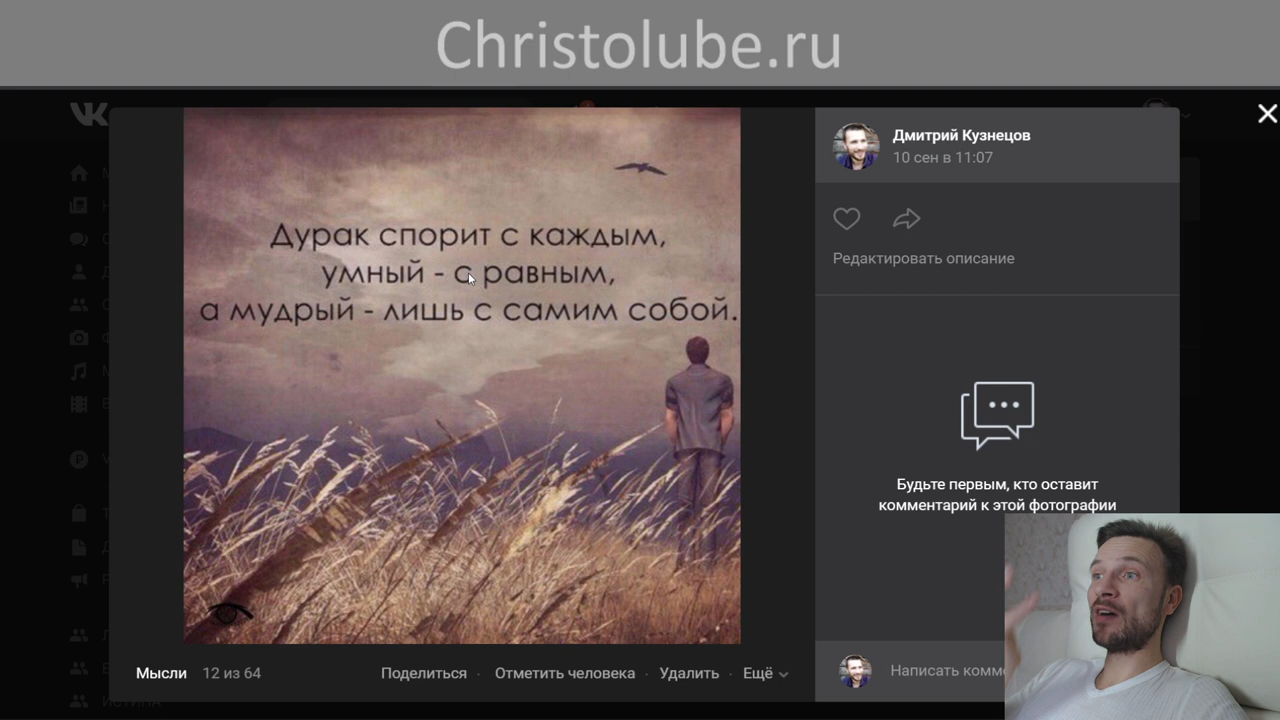 Christolube.ru
Дмитрий Кузнецов
10 сен в 11:07
Дурак спорит с каждым,
умный - с равным,
а мудрый - лишь с самим собой.
Редактировать описание
Будьте первым, кто оставит
комментарий к этой фотографии
Мысли 12 из 64 Поделиться · Отметить человека · Удалить · Ещё
Написать комме